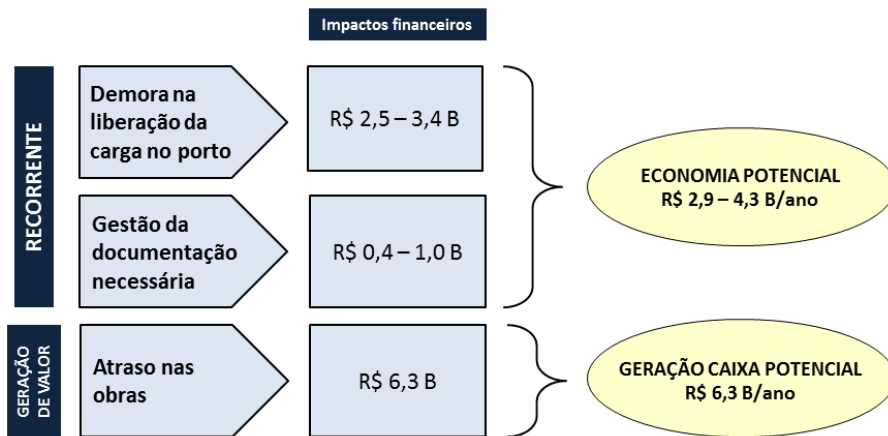 Impactos financeiros
RECORRENTE
Demora na
liberação da
carga no porto
R$ 2,5 – 3,4 B
Gestão da
documentação
necessária
R$ 0,4 – 1,0 B
ECONOMIA POTENCIAL
R$ 2,9 – 4,3 B/ano
GERAÇÃO
DE VALOR
Atraso nas
obras
R$ 6,3 B
GERAÇÃO CAIXA POTENCIAL
R$ 6,3 B/ano